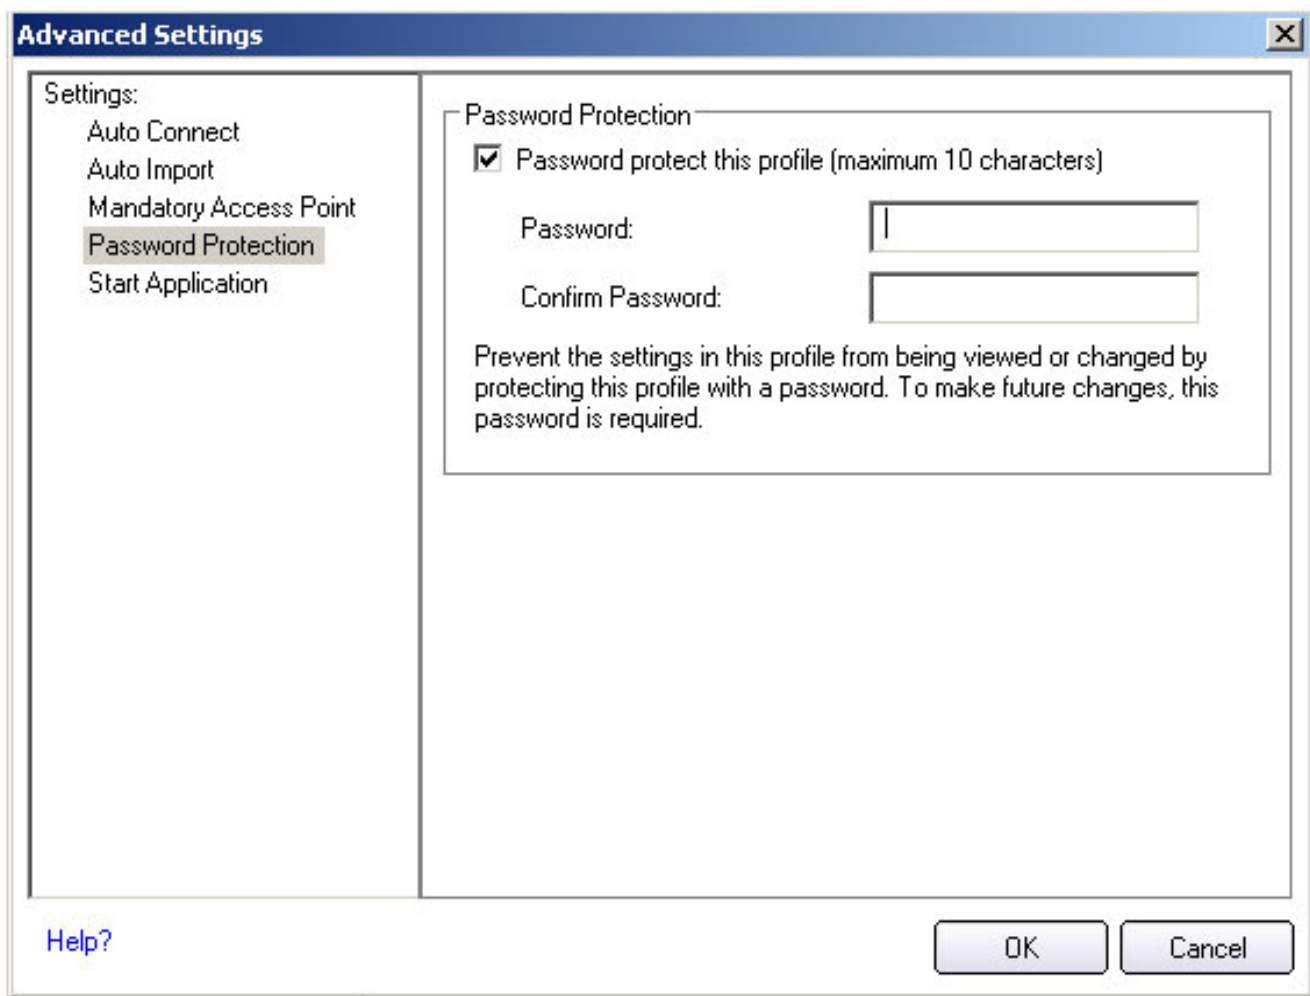 Advanced Settings
Settings:
Auto Connect
Auto Import
Mandatory Access Point
Password Protection
Start Application
Password Protection
Password protect this profile (maximum 10 characters)
Password:
Confirm Password:
Prevent the settings in this profile from being viewed or changed by
protecting this profile with a password. To make future changes, this
password is required.
Help?
OK
Cancel